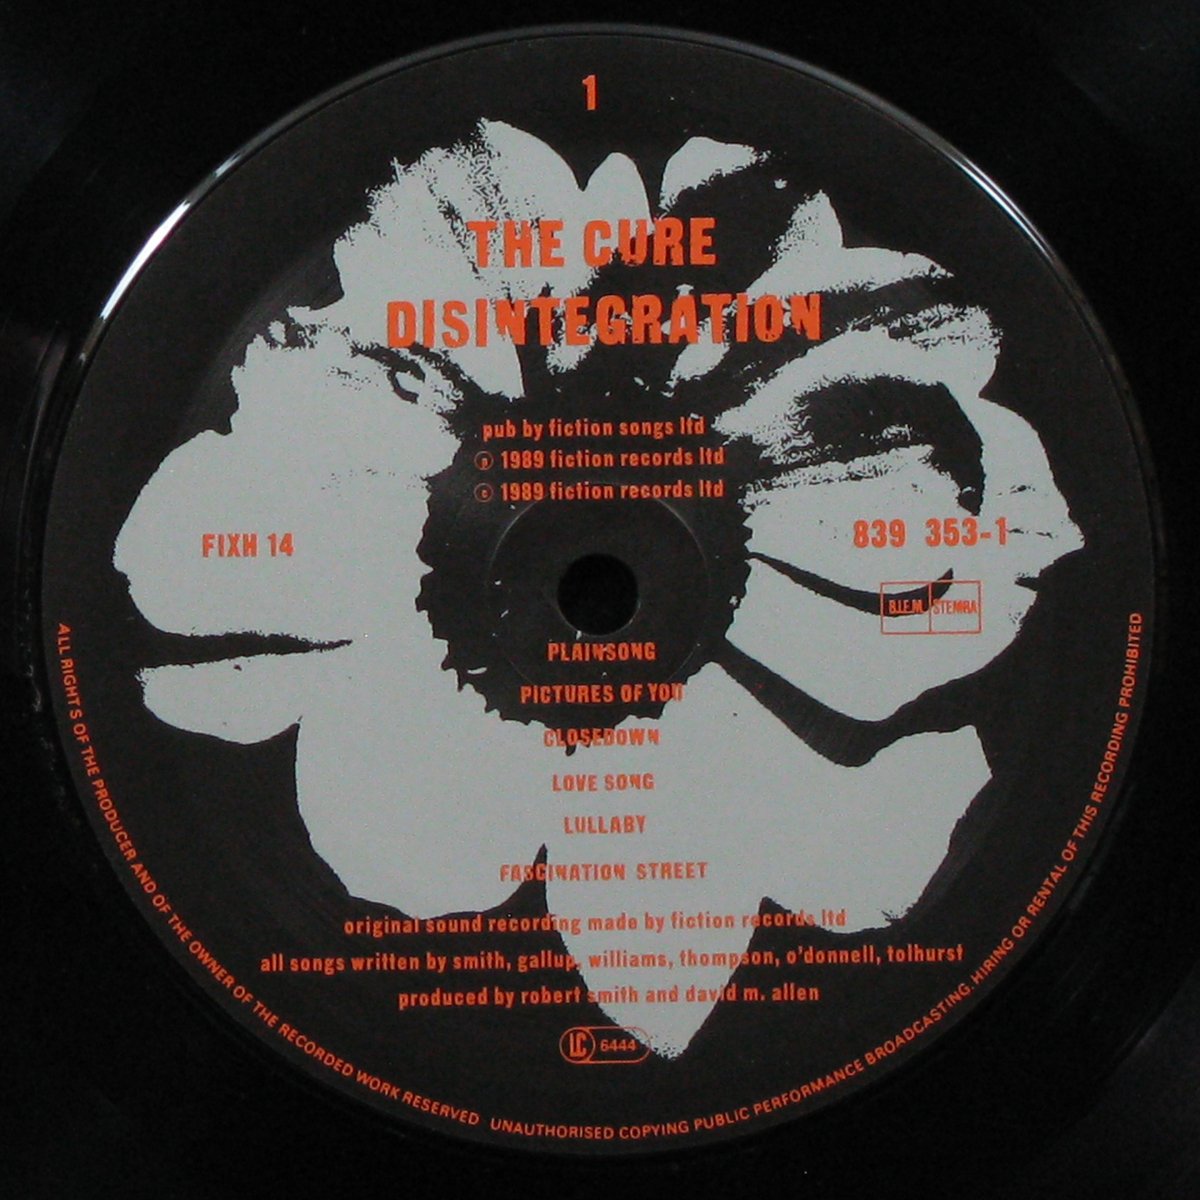 1
THE CURE
DISINTEGRATION
pub by fiction songs ltd
℗ 1989 fiction records ltd
© 1989 fiction records ltd
FIXH 14
839 353-1
B.I.E.M. STEMRA
PLAINSONG
PICTURES OF YOU
CLOSEDOWN
LOVE SONG
LULLABY
FASCINATION STREET
original sound recording made by fiction records ltd
all songs written by smith, gallup, williams, thompson, o'donnell, tolhurst
produced by robert smith and david m. allen
LC 6444
ALL RIGHTS OF THE PRODUCER AND OF THE OWNER OF THE RECORDED WORK RESERVED UNAUTHORISED COPYING PUBLIC PERFORMANCE BROADCASTING HIRING OR RENTAL OF THIS RECORDING PROHIBITED